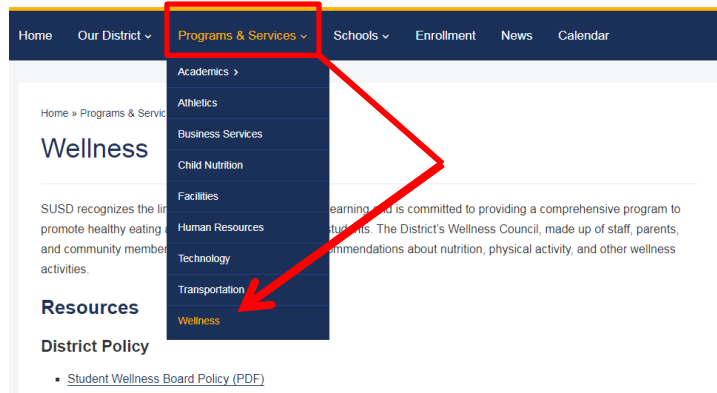 Home Our District Programs & Services Schools Enrollment News Calendar
Academics >
Athletics
Business Services
Child Nutrition
Facilities
Human Resources
Technology
Transportation
Wellness
Home » Programs & Servic
Wellness
SUSD recognizes the lin earning and is committed to providing a comprehensive program to
promote healthy eating a students. The District's Wellness Council, made up of staff, parents,
and community member ommendations about nutrition, physical activity, and other wellness
activities.
Resources
District Policy
▪ Student Wellness Board Policy (PDF)